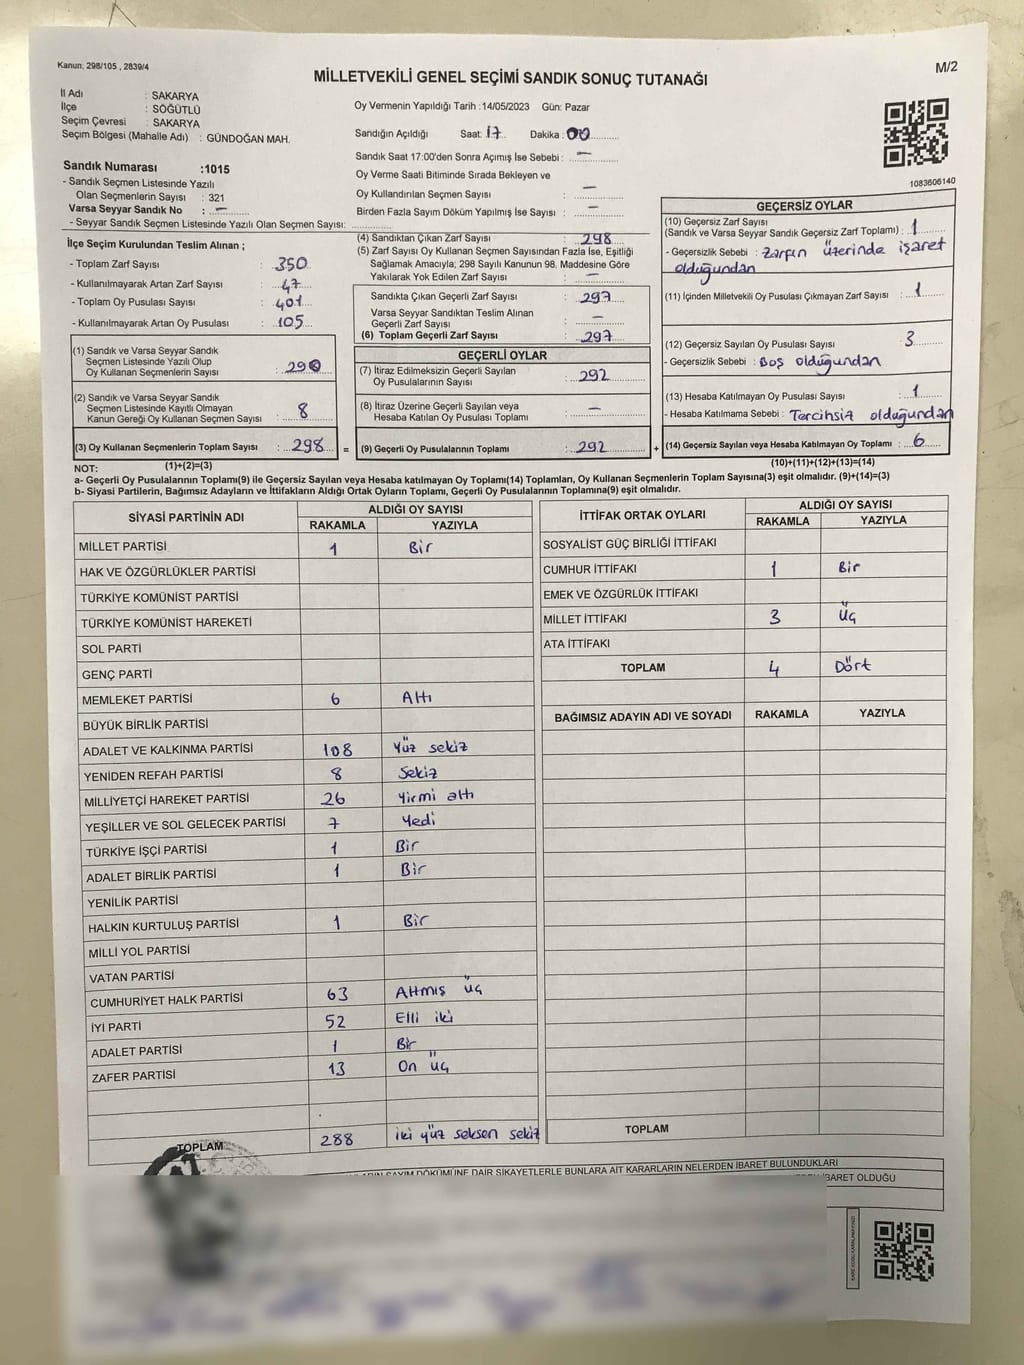 Kanun: 298/105 , 2839/4
M/2
MİLLETVEKİLİ GENEL SEÇİMİ SANDIK SONUÇ TUTANAĞI
İl Adı : SAKARYA
İlçe : SÖĞÜTLÜ
Seçim Çevresi : SAKARYA
Seçim Bölgesi (Mahalle Adı) : GÜNDOĞAN MAH.
Sandık Numarası :1015
- Sandık Seçmen Listesinde Yazılı
Olan Seçmenlerin Sayısı : 321
Varsa Seyyar Sandık No : —
- Seyyar Sandık Seçmen Listesinde Yazılı Olan Seçmen Sayısı:
Oy Vermenin Yapıldığı Tarih :14/05/2023 Gün: Pazar
Sandığın Açıldığı Saat: 17 Dakika: 00
Sandık Saat 17:00'den Sonra Açımış İse Sebebi : —
Oy Verme Saati Bitiminde Sırada Bekleyen ve
Oy Kullandırılan Seçmen Sayısı : —
Birden Fazla Sayım Döküm Yapılmış İse Sayısı : —
1083606140
İlçe Seçim Kurulundan Teslim Alınan ;
- Toplam Zarf Sayısı : 350
- Kullanılmayarak Artan Zarf Sayısı : 47
- Toplam Oy Pusulası Sayısı : 401
- Kullanılmayarak Artan Oy Pusulası : 105
(1) Sandık ve Varsa Seyyar Sandık
Seçmen Listesinde Yazılı Olup
Oy Kullanan Seçmenlerin Sayısı : 290
(2) Sandık ve Varsa Seyyar Sandık
Seçmen Listesinde Kayıtlı Olmayan
Kanun Gereği Oy Kullanan Seçmen Sayısı : 8
(3) Oy Kullanan Seçmenlerin Toplam Sayısı : 298 =
(1)+(2)=(3)
(4) Sandıktan Çıkan Zarf Sayısı : 298
(5) Zarf Sayısı Oy Kullanan Seçmen Sayısından Fazla İse, Eşitliği
Sağlamak Amacıyla; 298 Sayılı Kanunun 98. Maddesine Göre
Yakılarak Yok Edilen Zarf Sayısı : —
Sandıkta Çıkan Geçerli Zarf Sayısı : 297
Varsa Seyyar Sandıktan Teslim Alınan
Geçerli Zarf Sayısı : —
(6) Toplam Geçerli Zarf Sayısı : 297
GEÇERLİ OYLAR
(7) İtiraz Edilmeksizin Geçerli Sayılan
Oy Pusulalarının Sayısı : 292
(8) İtiraz Üzerine Geçerli Sayılan veya
Hesaba Katılan Oy Pusulası Toplamı : —
(9) Geçerli Oy Pusulalarının Toplamı : 292 +
GEÇERSİZ OYLAR
(10) Geçersiz Zarf Sayısı
(Sandık ve Varsa Seyyar Sandık Geçersiz Zarf Toplamı) : 1
- Geçersizlik Sebebi : Zarfın üzerinde işaret
olduğundan
(11) İçinden Milletvekili Oy Pusulası Çıkmayan Zarf Sayısı : 1
(12) Geçersiz Sayılan Oy Pusulası Sayısı : 3
- Geçersizlik Sebebi : Boş olduğundan
(13) Hesaba Katılmayan Oy Pusulası Sayısı : 1
- Hesaba Katılmama Sebebi : Tercihsiz olduğundan
(14) Geçersiz Sayılan veya Hesaba Katılmayan Oy Toplamı : 6
(10)+(11)+(12)+(13)=(14)
NOT:
a- Geçerli Oy Pusulalarının Toplamı(9) ile Geçersiz Sayılan veya Hesaba katılmayan Oy Toplamı(14) Toplamları, Oy Kullanan Seçmenlerin Toplam Sayısına(3) eşit olmalıdır. (9)+(14)=(3)
b- Siyasi Partilerin, Bağımsız Adayların ve İttifakların Aldığı Ortak Oyların Toplamı, Geçerli Oy Pusulalarının Toplamına(9) eşit olmalıdır.
SİYASİ PARTİNİN ADI ALDIĞI OY SAYISI
RAKAMLA YAZIYLA
MİLLET PARTİSİ 1 Bir
HAK VE ÖZGÜRLÜKLER PARTİSİ
TÜRKİYE KOMÜNİST PARTİSİ
TÜRKİYE KOMÜNİST HAREKETİ
SOL PARTİ
GENÇ PARTİ
MEMLEKET PARTİSİ 6 Altı
BÜYÜK BİRLİK PARTİSİ
ADALET VE KALKINMA PARTİSİ 108 Yüz sekiz
YENİDEN REFAH PARTİSİ 8 Sekiz
MİLLİYETÇİ HAREKET PARTİSİ 26 Yirmi altı
YEŞİLLER VE SOL GELECEK PARTİSİ 7 Yedi
TÜRKİYE İŞÇİ PARTİSİ 1 Bir
ADALET BİRLİK PARTİSİ 1 Bir
YENİLİK PARTİSİ
HALKIN KURTULUŞ PARTİSİ 1 Bir
MİLLİ YOL PARTİSİ
VATAN PARTİSİ
CUMHURİYET HALK PARTİSİ 63 Altmış üç
İYİ PARTİ 52 Elli iki
ADALET PARTİSİ 1 Bir
ZAFER PARTİSİ 13 On üç
TOPLAM 288 iki yüz seksen sekiz
İTTİFAK ORTAK OYLARI ALDIĞI OY SAYISI
RAKAMLA YAZIYLA
SOSYALİST GÜÇ BİRLİĞİ İTTİFAKI
CUMHUR İTTİFAKI 1 Bir
EMEK VE ÖZGÜRLÜK İTTİFAKI
MİLLET İTTİFAKI 3 Üç
ATA İTTİFAKI
TOPLAM 4 Dört
BAĞIMSIZ ADAYIN ADI VE SOYADI RAKAMLA YAZIYLA
TOPLAM
SAYIM DÖKÜMÜNE DAİR ŞİKAYETLERLE BUNLARA AİT KARARLARIN NELERDEN İBARET BULUNDUKLARI
İBARET OLDUĞU